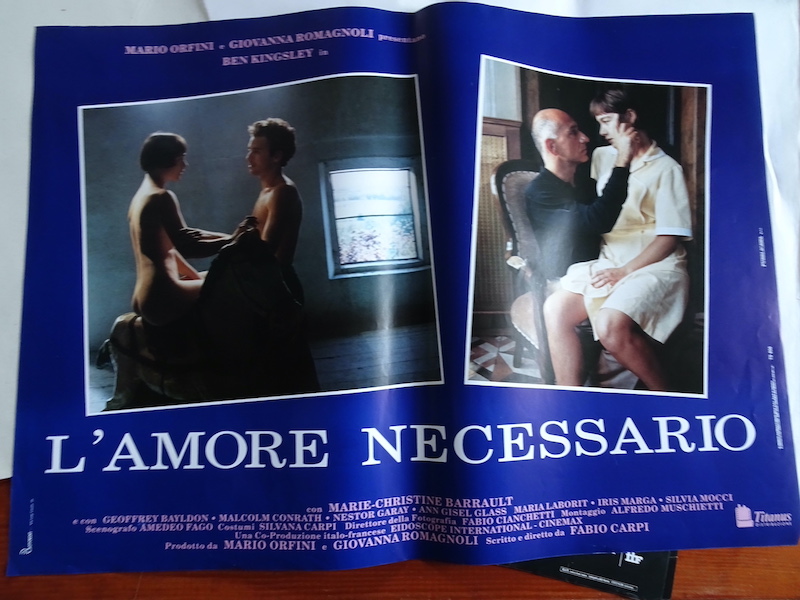 MARIO ORFINI e GIOVANNA ROMAGNOLI presentano
BEN KINGSLEY in
L'AMORE NECESSARIO
con MARIE-CHRISTINE BARRAULT
e con GEOFFREY BAYLDON • MALCOLM CONRATH • NESTOR GARAY • ANN GISEL GLASS MARIA LABORIT • IRIS MARGA • SILVIA MOCCI
Scenografo AMEDEO FAGO Costumi SILVANA CARPI Direttore della Fotografia FABIO CIANCHETTI Montaggio ALFREDO MUSCHIETTI
Una Co-Produzione italo-francese EIDOSCOPE INTERNATIONAL - CINEMAX
Prodotto da MARIO ORFINI e GIOVANNA ROMAGNOLI Scritto e diretto da FABIO CARPI
Titanus
DISTRIBUZIONE